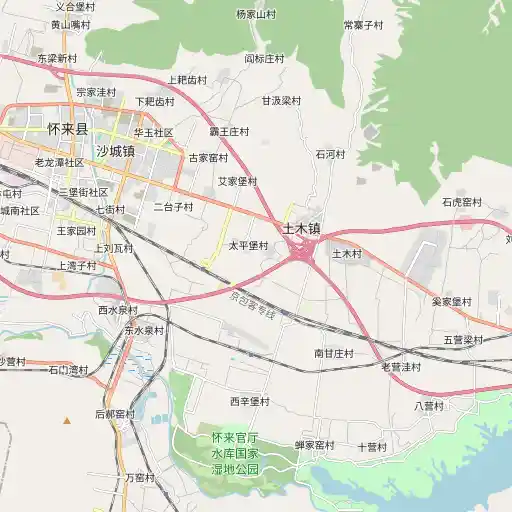 义合堡村
黄山嘴村
杨家山村
常寨子村
东梁新村
阎标庄村
上耙齿村
宗家洼村
下耙齿村
甘汲梁村
怀来县
华玉社区
霸王庄村
沙城镇
古家窑村
石河村
老龙潭社区
艾家堡村
三堡街社区
屯村
城南社区
七街村
二台子村
石虎窑村
王家园村
土木镇
刘
上刘瓦村
太平堡村
土木村
村
上湾子村
京包客专线
西水泉村
奚家堡村
东水泉村
五营梁村
沙营村
石门湾村
南甘庄村
老营洼村
后郝窑村
西辛堡村
八营村
怀来官厅
水库国家
湿地公园
蝉家窑村
十营村
万窑村